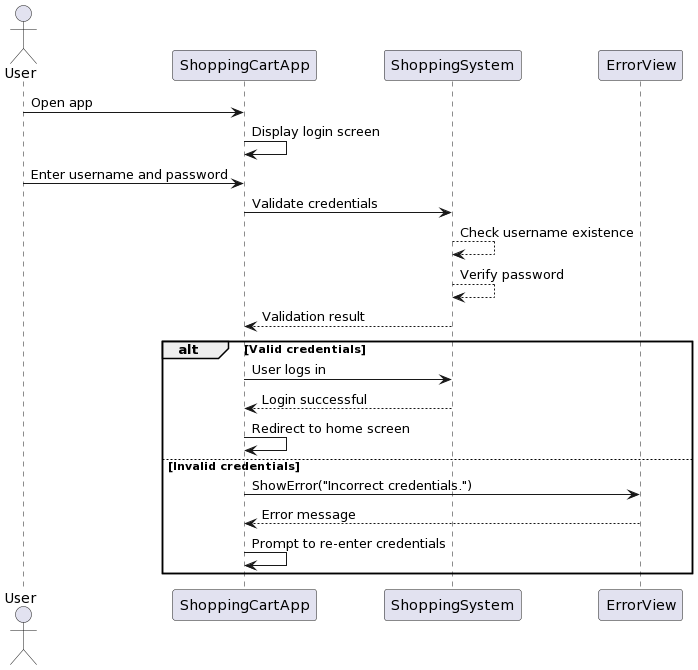 User
ShoppingCartApp
ShoppingSystem
ErrorView
Open app
Display login screen
Enter username and password
Validate credentials
Check username existence
Verify password
Validation result
alt
[Valid credentials]
User logs in
Login successful
Redirect to home screen
[Invalid credentials]
ShowError("Incorrect credentials.")
Error message
Prompt to re-enter credentials
User
ShoppingCartApp
ShoppingSystem
ErrorView